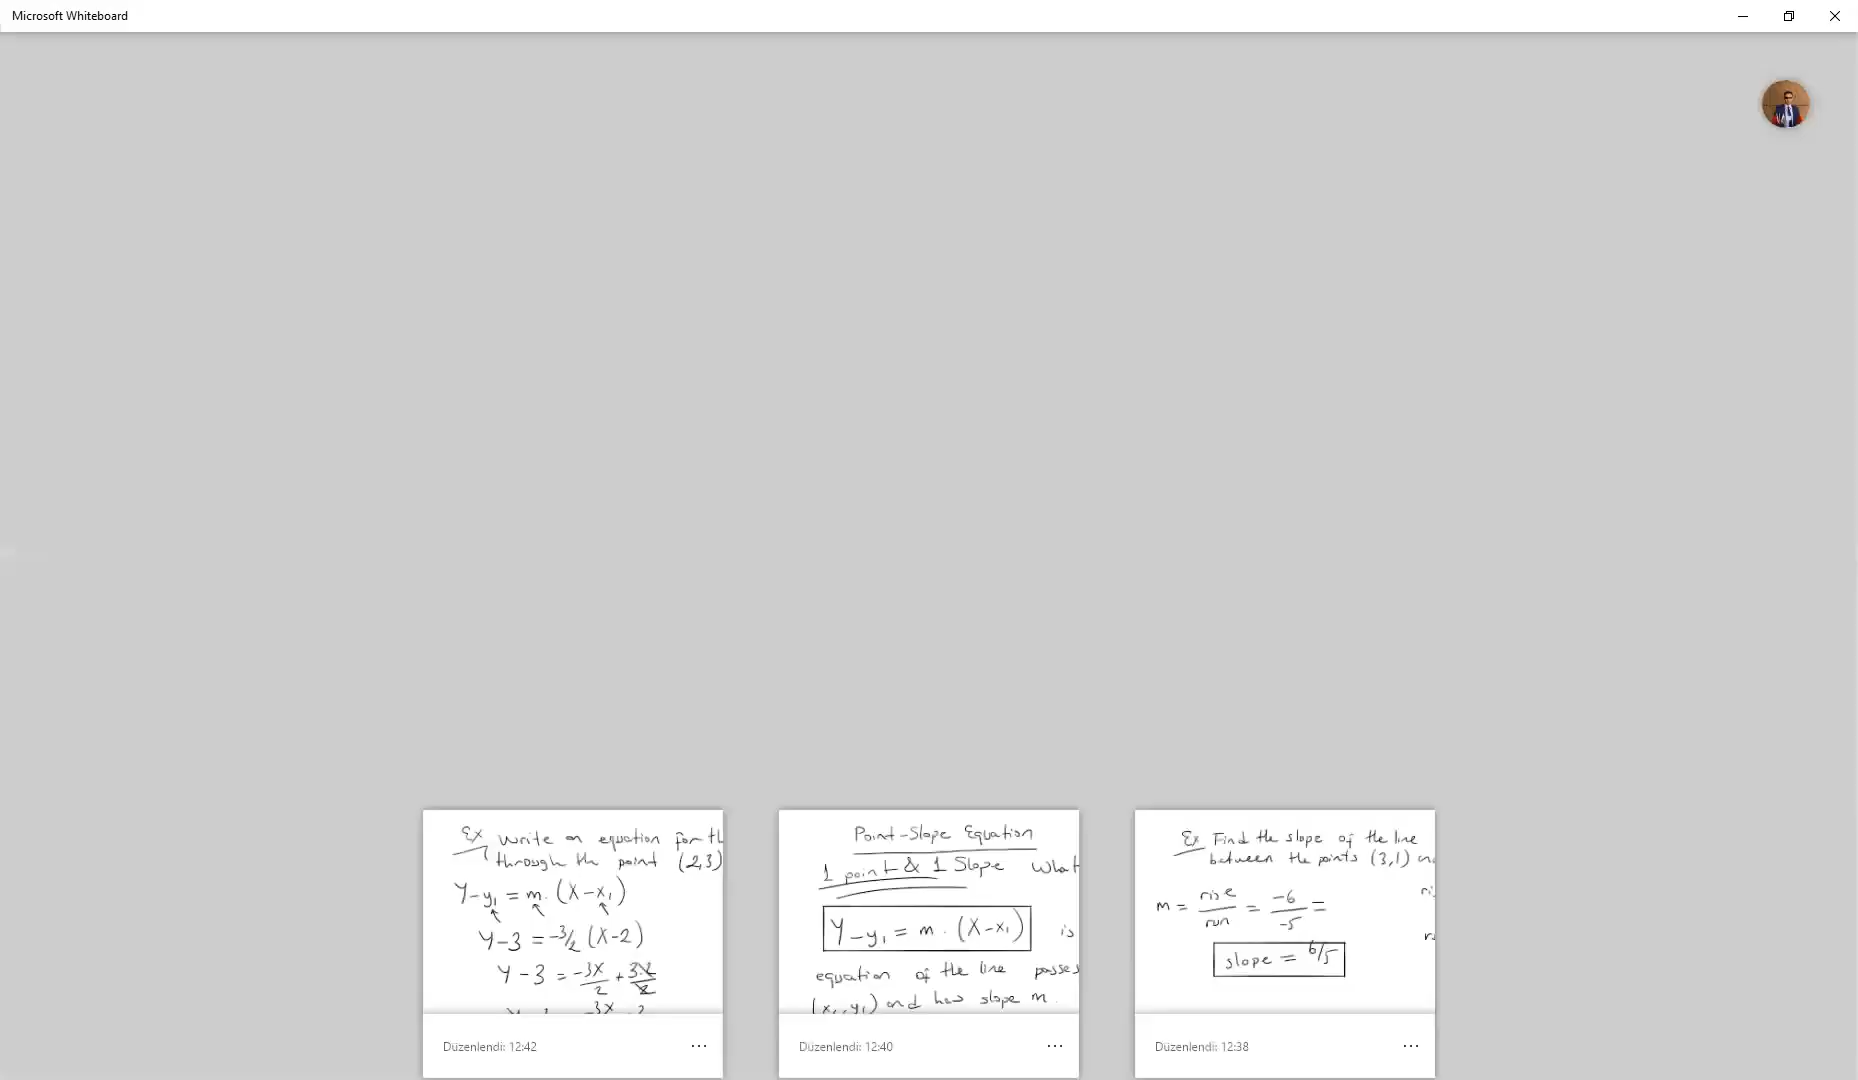 Microsoft Whiteboard
Ex Write an equation for th
through the point (2,3)
Y-y₁ = m. (X-x₁)
Y-3 = -3/2 (X-2)
Y-3 = -3X/2 + 3.2/2
Düzenlendi: 12:42
Point-Slope Equation
1 point & 1 Slope What
Y-y₁ = m . (X-x₁) is
equation of the line passes
(x₁, y₁) and has slope m.
Düzenlendi: 12:40
Ex Find the slope of the line
between the points (3,1) an
m = rise/run = -6/-5 =
slope = 6/5
Düzenlendi: 12:38